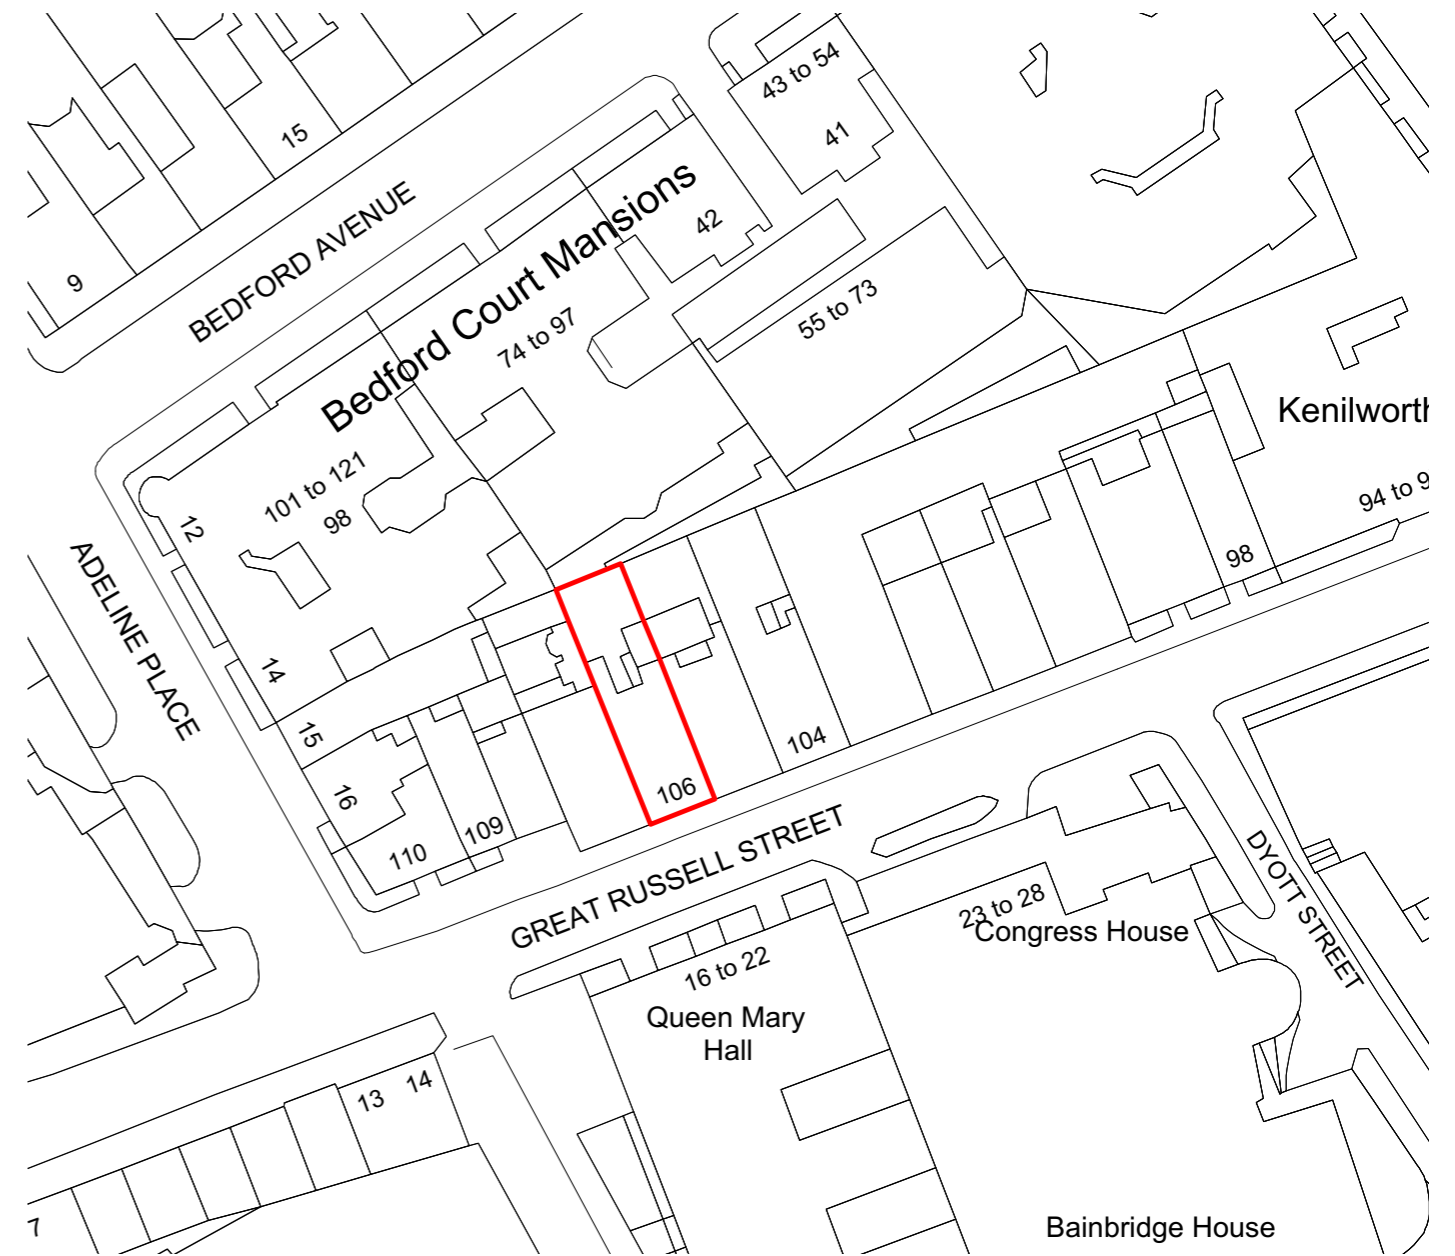 43 to 54
41
15
42
Bedford Court Mansions
BEDFORD AVENUE
9
55 to 73
74 to 97
Kenilworth
101 to 121
98
12
94 to 9
98
ADELINE PLACE
14
15
104
106
16
109
110
GREAT RUSSELL STREET
DYOTT STREET
23 to 28
Congress House
16 to 22
Queen Mary
Hall
13
14
7
Bainbridge House